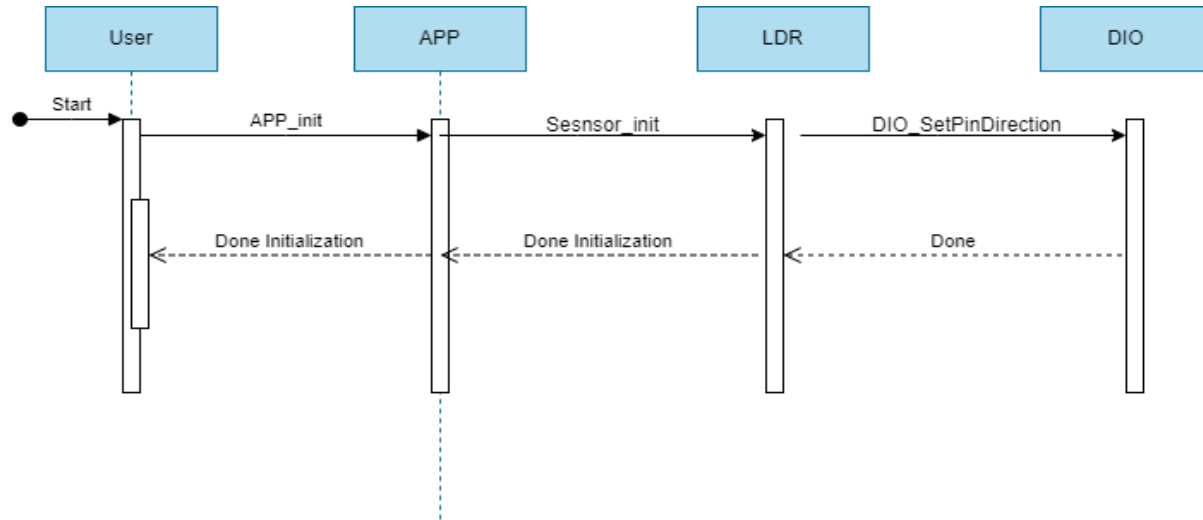 User
APP
LDR
DIO
Start
APP_init
Sesnsor_init
DIO_SetPinDirection
Done Initialization
Done Initialization
Done